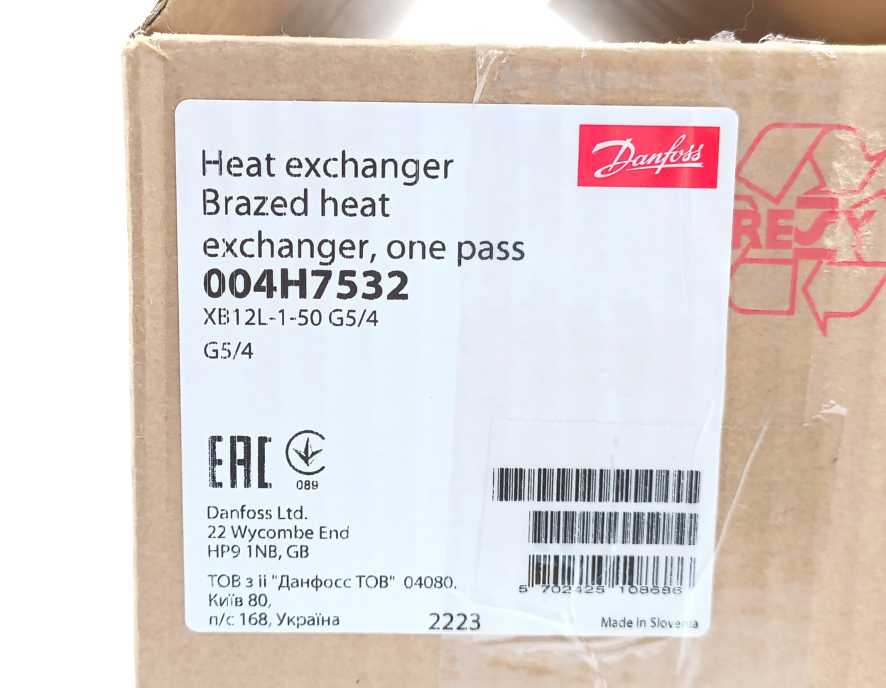 Danfoss
Heat exchanger
Brazed heat
exchanger, one pass
004H7532
XB12L-1-50 G5/4
G5/4
RESY
EAC
089
Danfoss Ltd.
22 Wycombe End
HP9 1NB, GB
ТОВ з іі "Данфосс ТОВ" 04080,
Київ 80,
п/с 168, Україна
2223
5 702425 108686
Made in Slovenia